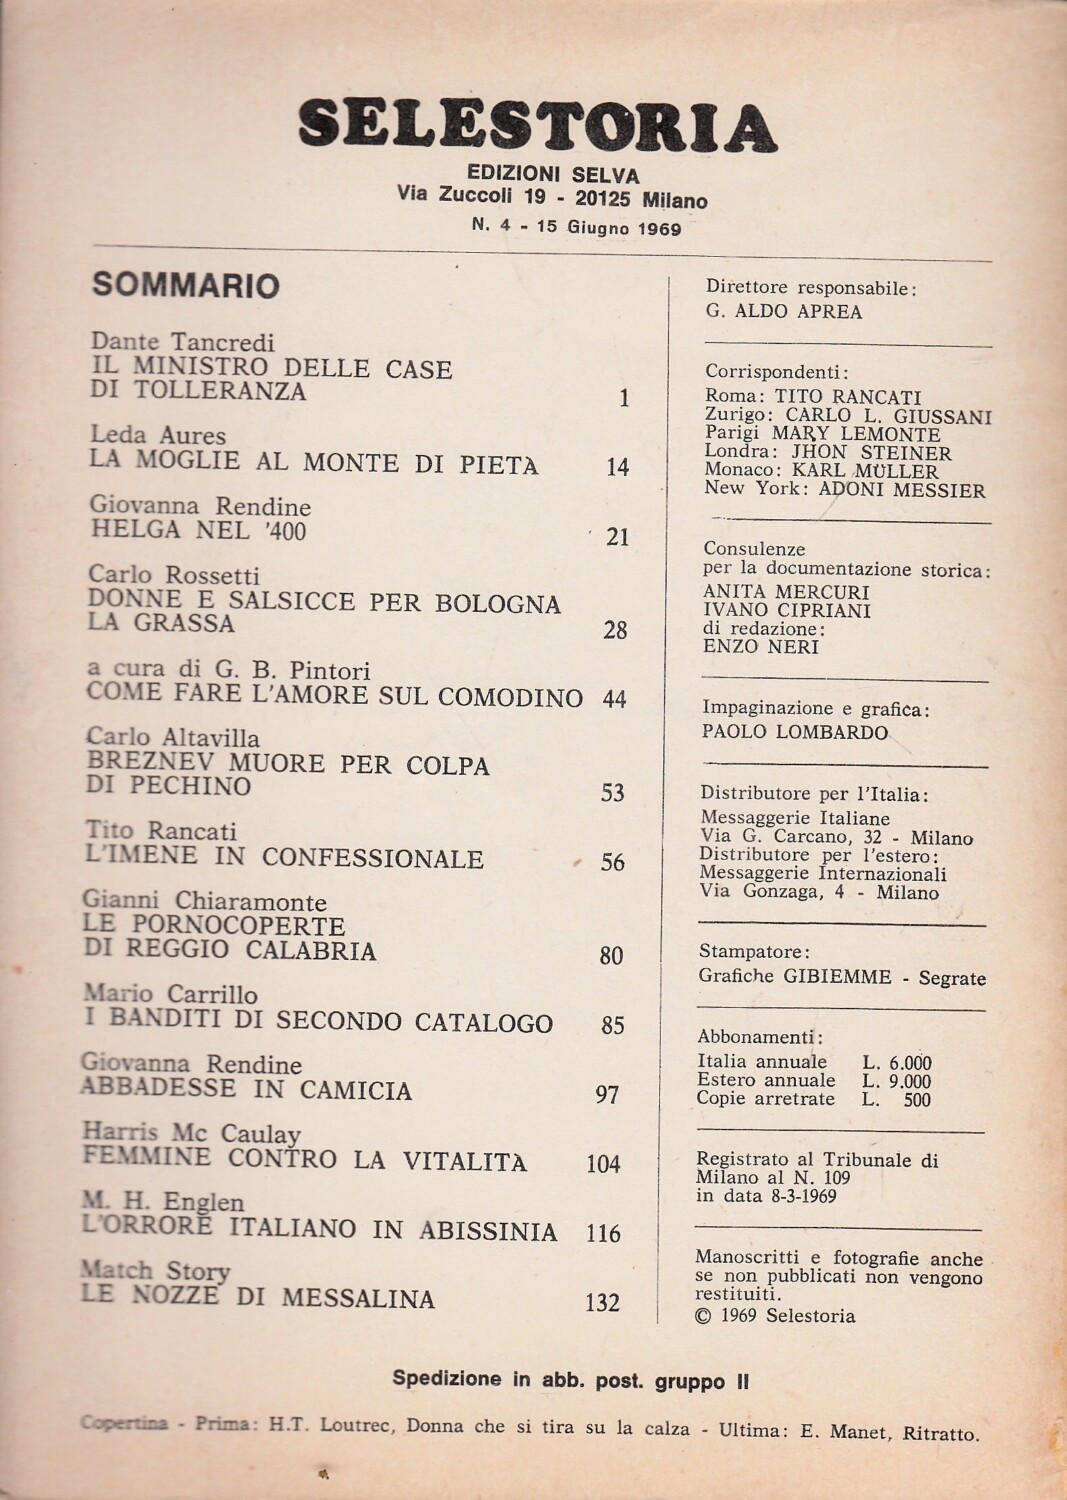 SELESTORIA
EDIZIONI SELVA
Via Zuccoli 19 - 20125 Milano
N. 4 - 15 Giugno 1969
SOMMARIO
Dante Tancredi
IL MINISTRO DELLE CASE
DI TOLLERANZA 1
Leda Aures
LA MOGLIE AL MONTE DI PIETÀ 14
Giovanna Rendine
HELGA NEL '400 21
Carlo Rossetti
DONNE E SALSICCE PER BOLOGNA
LA GRASSA 28
a cura di G. B. Pintori
COME FARE L'AMORE SUL COMODINO 44
Carlo Altavilla
BREZNEV MUORE PER COLPA
DI PECHINO 53
Tito Rancati
L'IMENE IN CONFESSIONALE 56
Gianni Chiaramonte
LE PORNOCOPERTE
DI REGGIO CALABRIA 80
Mario Carrillo
I BANDITI DI SECONDO CATALOGO 85
Giovanna Rendine
ABBADESSE IN CAMICIA 97
Harris Mc Caulay
FEMMINE CONTRO LA VITALITÀ 104
M. H. Englen
L'ORRORE ITALIANO IN ABISSINIA 116
Match Story
LE NOZZE DI MESSALINA 132
Direttore responsabile:
G. ALDO APREA
Corrispondenti:
Roma: TITO RANCATI
Zurigo: CARLO L. GIUSSANI
Parigi MARY LEMONTE
Londra: JHON STEINER
Monaco: KARL MÜLLER
New York: ADONI MESSIER
Consulenze
per la documentazione storica:
ANITA MERCURI
IVANO CIPRIANI
di redazione:
ENZO NERI
Impaginazione e grafica:
PAOLO LOMBARDO
Distributore per l'Italia:
Messaggerie Italiane
Via G. Carcano, 32 - Milano
Distributore per l'estero:
Messaggerie Internazionali
Via Gonzaga, 4 - Milano
Stampatore:
Grafiche GIBIEMME - Segrate
Abbonamenti:
Italia annuale L. 6.000
Estero annuale L. 9.000
Copie arretrate L. 500
Registrato al Tribunale di
Milano al N. 109
in data 8-3-1969
Manoscritti e fotografie anche
se non pubblicati non vengono
restituiti.
© 1969 Selestoria
Spedizione in abb. post. gruppo II
Copertina - Prima: H.T. Loutrec, Donna che si tira su la calza - Ultima: E. Manet, Ritratto.